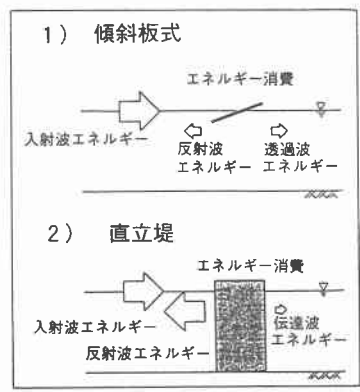 1) 傾斜板式
エネルギー消費
入射波エネルギー
反射波
エネルギー
透過波
エネルギー
2) 直立堤
エネルギー消費
入射波エネルギー
反射波エネルギー
伝達波
エネルギー